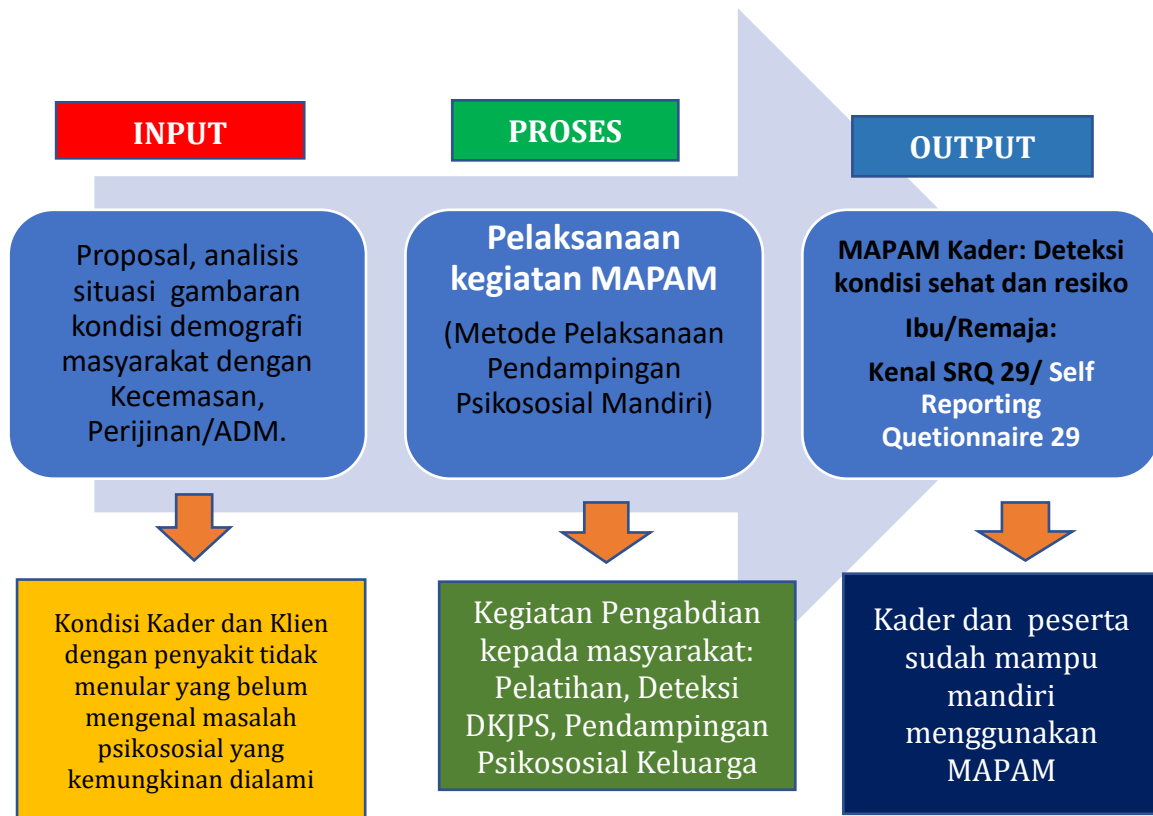 INPUT
PROSES
OUTPUT
Proposal, analisis
situasi gambaran
kondisi demografi
masyarakat dengan
Kecemasan,
Perijinan/ADM.
Pelaksanaan
kegiatan MAPAM
(Metode Pelaksanaan
Pendampingan
Psikososial Mandiri)
MAPAM Kader: Deteksi
kondisi sehat dan resiko
Ibu/Remaja:
Kenal SRQ 29/ Self
Reporting
Quetionnaire 29
Kondisi Kader dan Klien
dengan penyakit tidak
menular yang belum
mengenal masalah
psikososial yang
kemungkinan dialami
Kegiatan Pengabdian
kepada masyarakat:
Pelatihan, Deteksi
DKJPS, Pendampingan
Psikososial Keluarga
Kader dan peserta
sudah mampu
mandiri
menggunakan
MAPAM